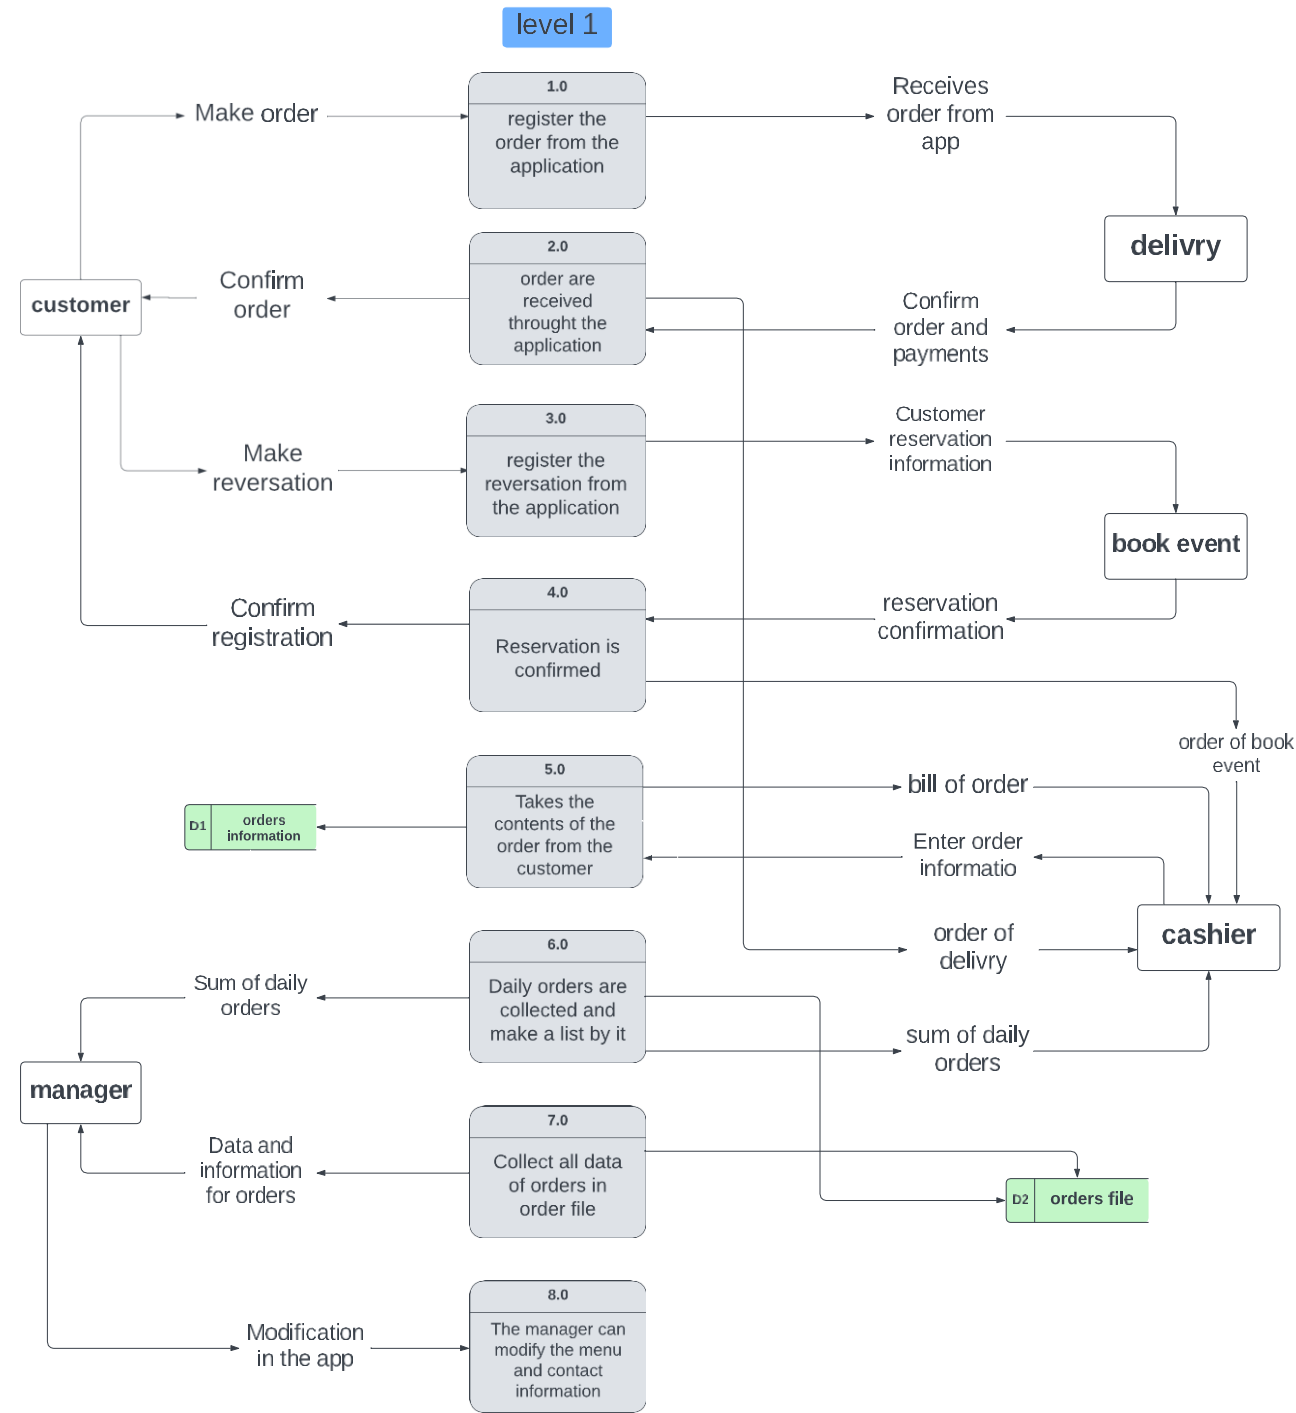 level 1
1.0
register the
order from the
application
Make order
Receives
order from
app
delivry
2.0
order are
received
throught the
application
Confirm
order
customer
Confirm
order and
payments
3.0
register the
reversation from
the application
Make
reversation
Customer
reservation
information
book event
4.0
Reservation is
confirmed
Confirm
registration
reservation
confirmation
order of book
event
5.0
Takes the
contents of the
order from the
customer
D1
orders
information
bill of order
Enter order
informatio
cashier
order of
delivry
6.0
Daily orders are
collected and
make a list by it
Sum of daily
orders
sum of daily
orders
manager
7.0
Collect all data
of orders in
order file
Data and
information
for orders
D2
orders file
8.0
The manager can
modify the menu
and contact
information
Modification
in the app